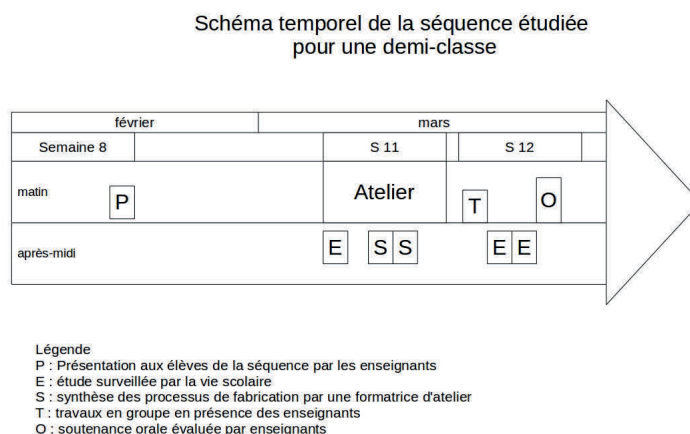 Schéma temporel de la séquence étudiée
pour une demi-classe
février mars
Semaine 8 S 11 S 12
matin
P Atelier T O
après-midi
E S S E E
Légende
P : Présentation aux élèves de la séquence par les enseignants
E : étude surveillée par la vie scolaire
S : synthèse des processus de fabrication par une formatrice d'atelier
T : travaux en groupe en présence des enseignants
O : soutenance orale évaluée par enseignants